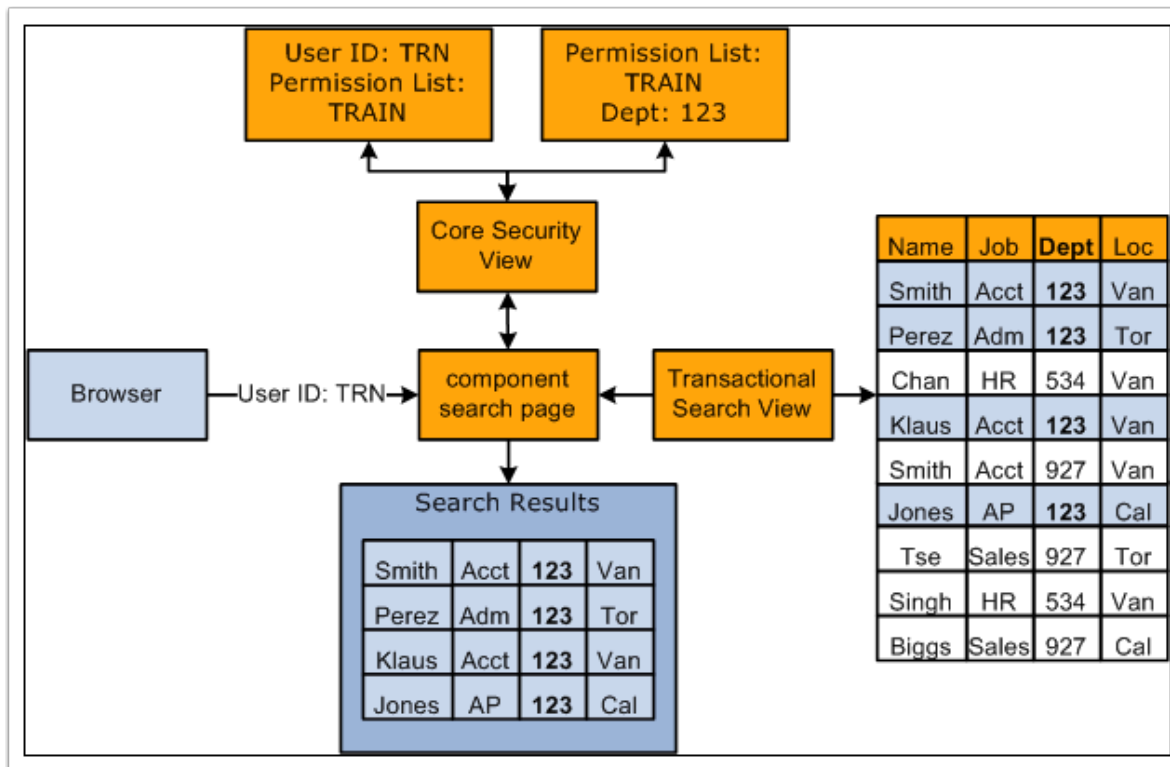 User ID: TRN
Permission List:
TRAIN
Permission List:
TRAIN
Dept: 123
Core Security
View
Browser
User ID: TRN
component
search page
Transactional
Search View
Name Job Dept Loc
Smith Acct 123 Van
Perez Adm 123 Tor
Chan HR 534 Van
Klaus Acct 123 Van
Smith Acct 927 Van
Jones AP 123 Cal
Tse Sales 927 Tor
Singh HR 534 Van
Biggs Sales 927 Cal
Search Results
Smith Acct 123 Van
Perez Adm 123 Tor
Klaus Acct 123 Van
Jones AP 123 Cal